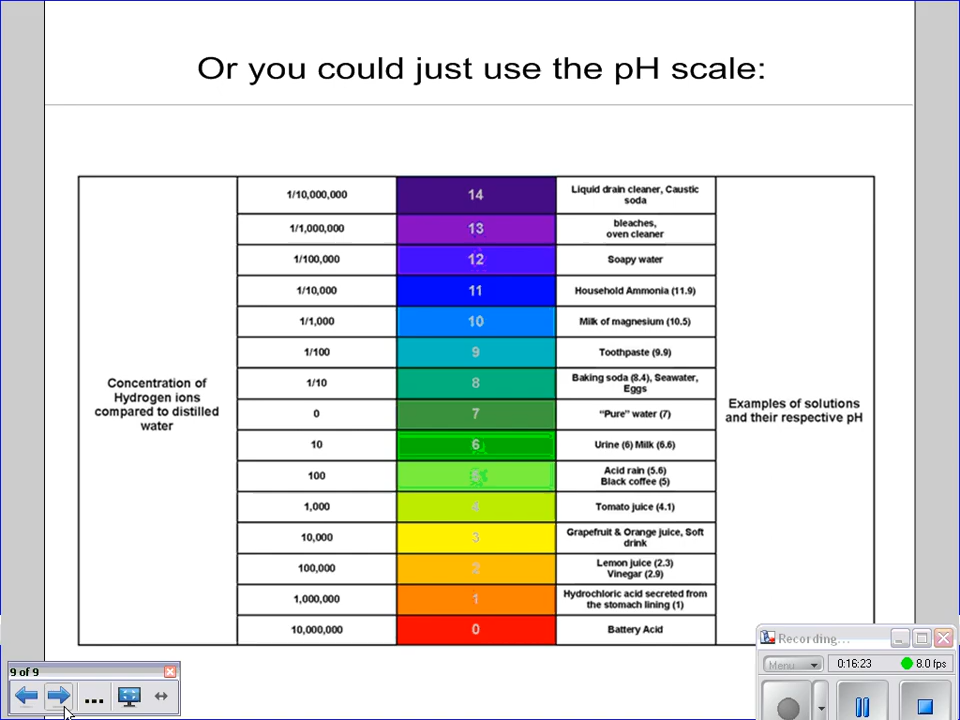 Or you could just use the pH scale:
1/10,000,000 14 Liquid drain cleaner, Caustic
soda
1/1,000,000 13 bleaches,
oven cleaner
1/100,000 12 Soapy water
1/10,000 11 Household Ammonia (11.9)
1/1,000 10 Milk of magnesium (10.5)
1/100 9 Toothpaste (9.9)
Concentration of
Hydrogen ions
compared to distilled
water
1/10 8 Baking soda (8.4), Seawater,
Eggs
0 7 “Pure” water (7)
10 6 Urine (6) Milk (6.6)
100 Acid rain (5.6)
Black coffee (5)
1,000 4 Tomato juice (4.1)
10,000 3 Grapefruit & Orange juice, Soft
drink
100,000 2 Lemon juice (2.3)
Vinegar (2.9)
1,000,000 1 Hydrochloric acid secreted from
the stomach lining (1)
10,000,000 0 Battery Acid
Examples of solutions
and their respective pH
9 of 9
...
Recording...
Menu 0:16:23 8.0 fps